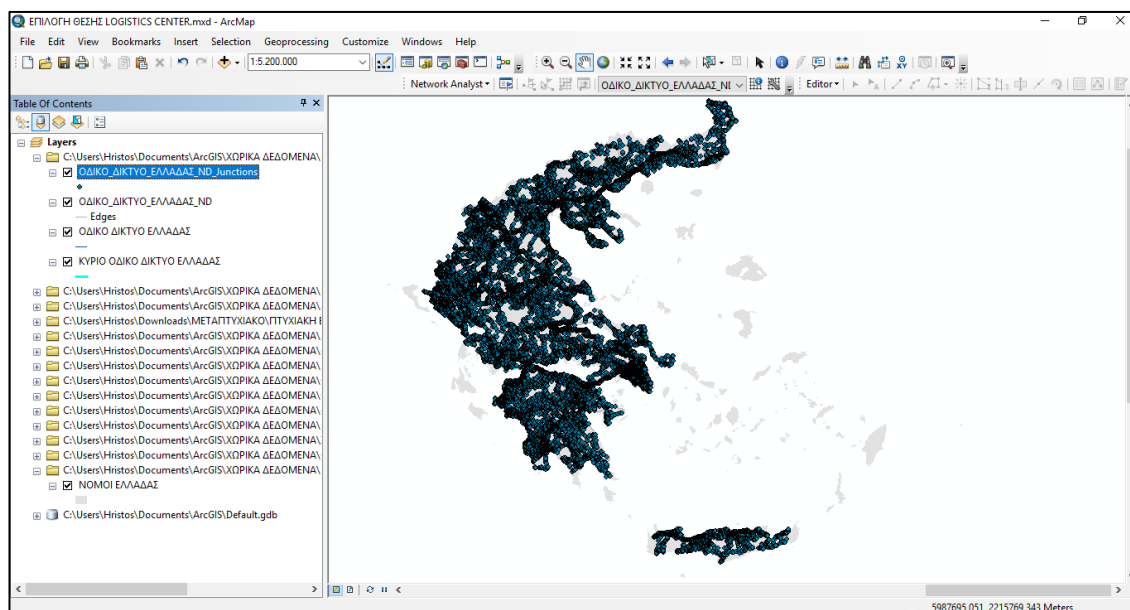 ΕΠΙΛΟΓΗ ΘΕΣΗΣ LOGISTICS CENTER.mxd - ArcMap
File Edit View Bookmarks Insert Selection Geoprocessing Customize Windows Help
1:5.200.000
Network Analyst ΟΔΙΚΟ_ΔΙΚΤΥΟ_ΕΛΛΑΔΑΣ_NI Editor
Table Of Contents
Layers
C:\Users\Hristos\Documents\ArcGIS\ΧΩΡΙΚΑ ΔΕΔΟΜΕΝΑ\
ΟΔΙΚΟ_ΔΙΚΤΥΟ_ΕΛΛΑΔΑΣ_ND_Junctions
ΟΔΙΚΟ_ΔΙΚΤΥΟ_ΕΛΛΑΔΑΣ_ND
Edges
ΟΔΙΚΟ ΔΙΚΤΥΟ ΕΛΛΑΔΑΣ
ΚΥΡΙΟ ΟΔΙΚΟ ΔΙΚΤΥΟ ΕΛΛΑΔΑΣ
C:\Users\Hristos\Documents\ArcGIS\ΧΩΡΙΚΑ ΔΕΔΟΜΕΝΑ\
C:\Users\Hristos\Documents\ArcGIS\ΧΩΡΙΚΑ ΔΕΔΟΜΕΝΑ\
C:\Users\Hristos\Downloads\ΜΕΤΑΠΤΥΧΙΑΚΟ\ΠΤΥΧΙΑΚΗ Ε
C:\Users\Hristos\Documents\ArcGIS\ΧΩΡΙΚΑ ΔΕΔΟΜΕΝΑ\
C:\Users\Hristos\Documents\ArcGIS\ΧΩΡΙΚΑ ΔΕΔΟΜΕΝΑ\
C:\Users\Hristos\Documents\ArcGIS\ΧΩΡΙΚΑ ΔΕΔΟΜΕΝΑ\
C:\Users\Hristos\Documents\ArcGIS\ΧΩΡΙΚΑ ΔΕΔΟΜΕΝΑ\
C:\Users\Hristos\Documents\ArcGIS\ΧΩΡΙΚΑ ΔΕΔΟΜΕΝΑ\
C:\Users\Hristos\Documents\ArcGIS\ΧΩΡΙΚΑ ΔΕΔΟΜΕΝΑ\
C:\Users\Hristos\Documents\ArcGIS\ΧΩΡΙΚΑ ΔΕΔΟΜΕΝΑ\
C:\Users\Hristos\Documents\ArcGIS\ΧΩΡΙΚΑ ΔΕΔΟΜΕΝΑ\
C:\Users\Hristos\Documents\ArcGIS\ΧΩΡΙΚΑ ΔΕΔΟΜΕΝΑ\
C:\Users\Hristos\Documents\ArcGIS\ΧΩΡΙΚΑ ΔΕΔΟΜΕΝΑ\
ΝΟΜΟΙ ΕΛΛΑΔΑΣ
C:\Users\Hristos\Documents\ArcGIS\Default.gdb
5987695,051 2215769,343 Meters